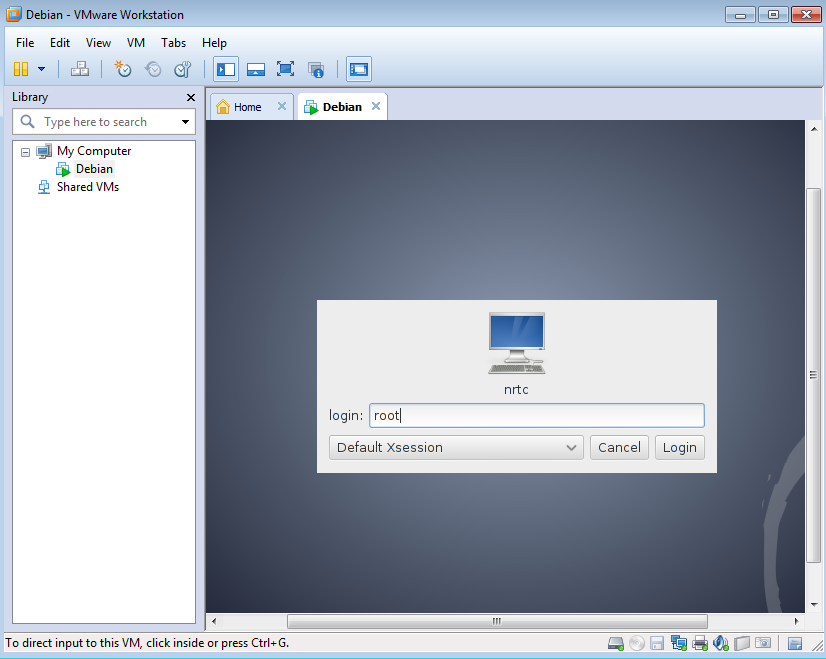 Debian - VMware Workstation
File Edit View VM Tabs Help
Library
Type here to search
My Computer
Debian
Shared VMs
Home
Debian
nrtc
login: root
Default Xsession
Cancel
Login
To direct input to this VM, click inside or press Ctrl+G.